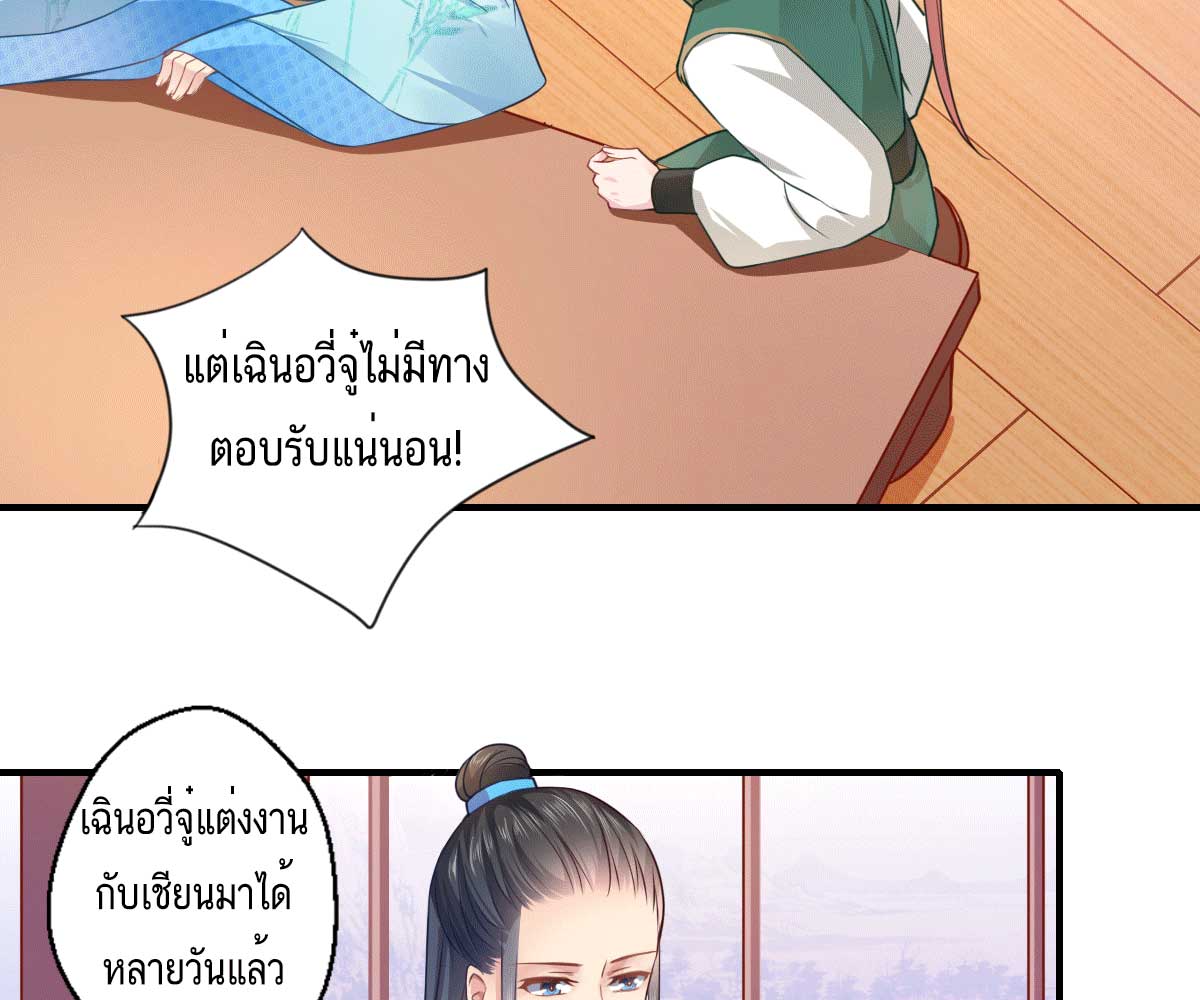 แต่เฉินอวี่จู๋ไม่มีทาง
ตอบรับแน่นอน!
เฉินอวี่จู๋แต่งงาน
กับเซียนมาได้
หลายวันแล้ว